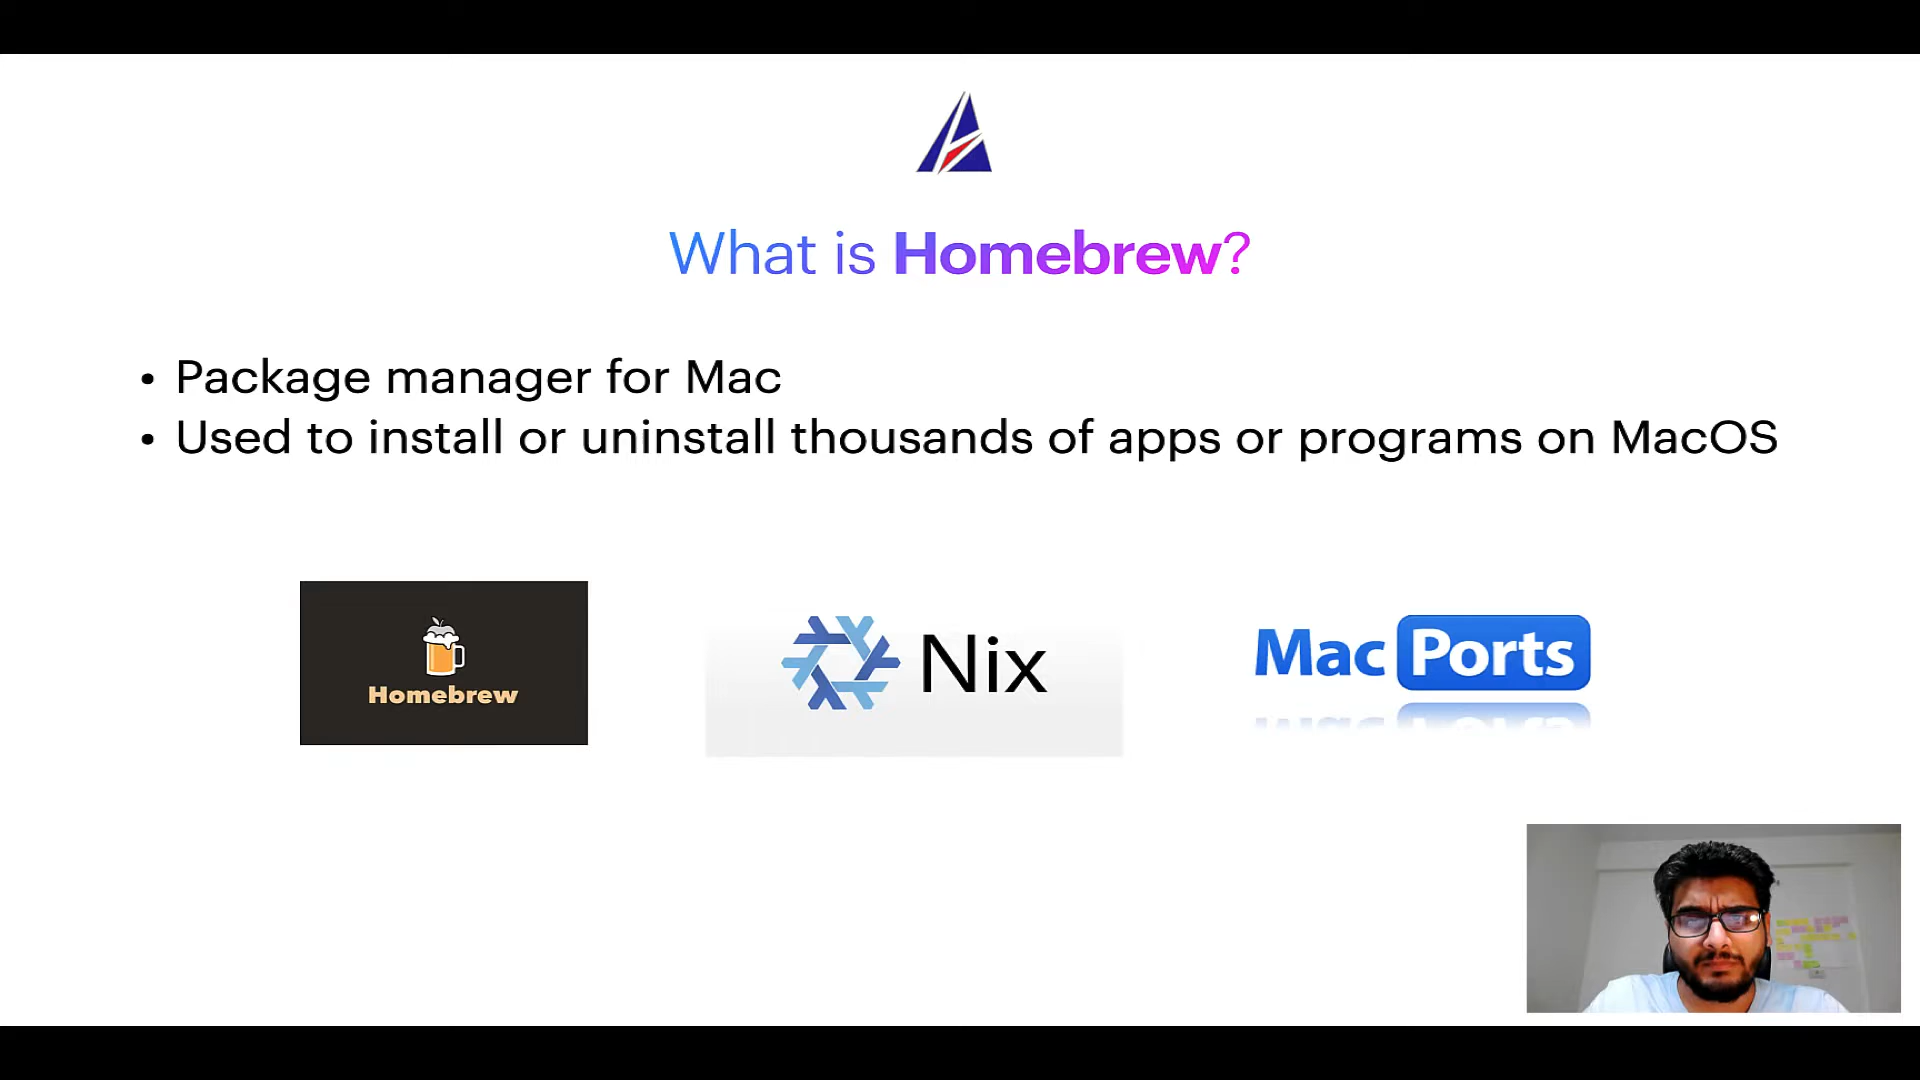 What is Homebrew?
• Package manager for Mac
• Used to install or uninstall thousands of apps or programs on MacOS
Homebrew
Nix
Mac Ports